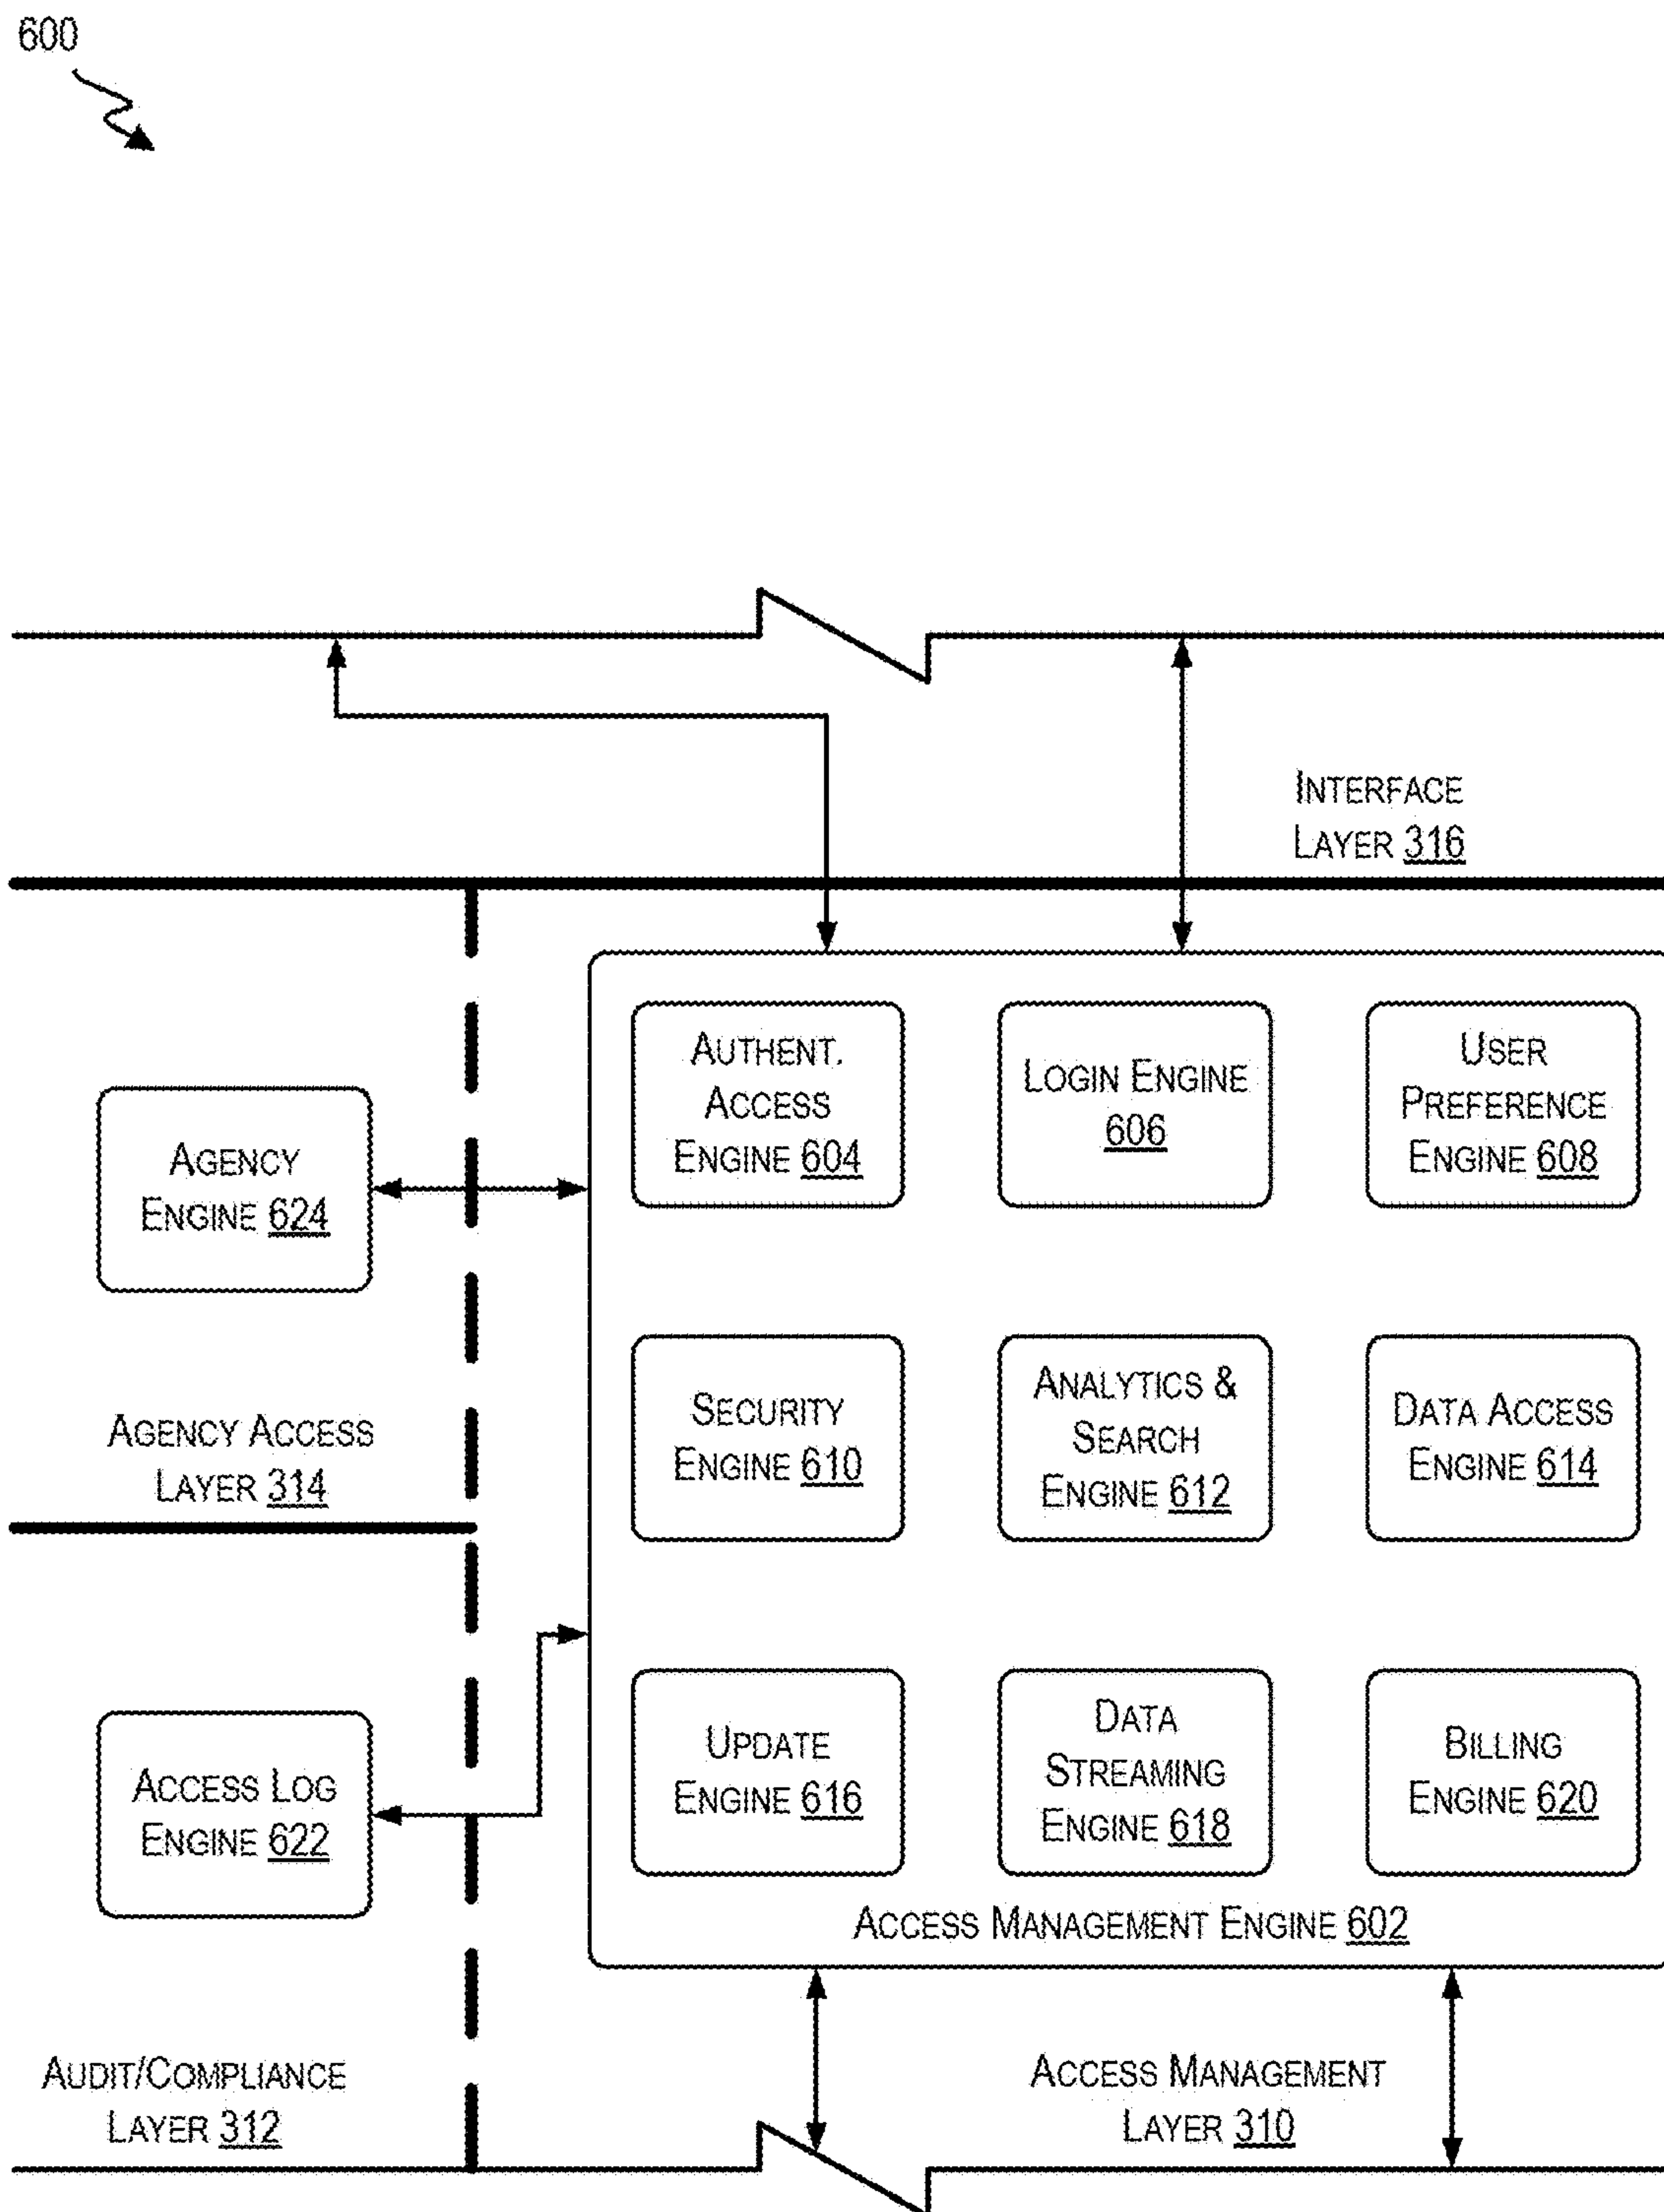 600
INTERFACE
LAYER 316
AUTHENT.
ACCESS
ENGINE 604
LOGIN ENGINE
606
USER
PREFERENCE
ENGINE 608
AGENCY
ENGINE 624
SECURITY
ENGINE 610
ANALYTICS &
SEARCH
ENGINE 612
DATA ACCESS
ENGINE 614
AGENCY ACCESS
LAYER 314
UPDATE
ENGINE 616
DATA
STREAMING
ENGINE 618
BILLING
ENGINE 620
ACCESS LOG
ENGINE 622
ACCESS MANAGEMENT ENGINE 602
AUDIT/COMPLIANCE
LAYER 312
ACCESS MANAGEMENT
LAYER 310